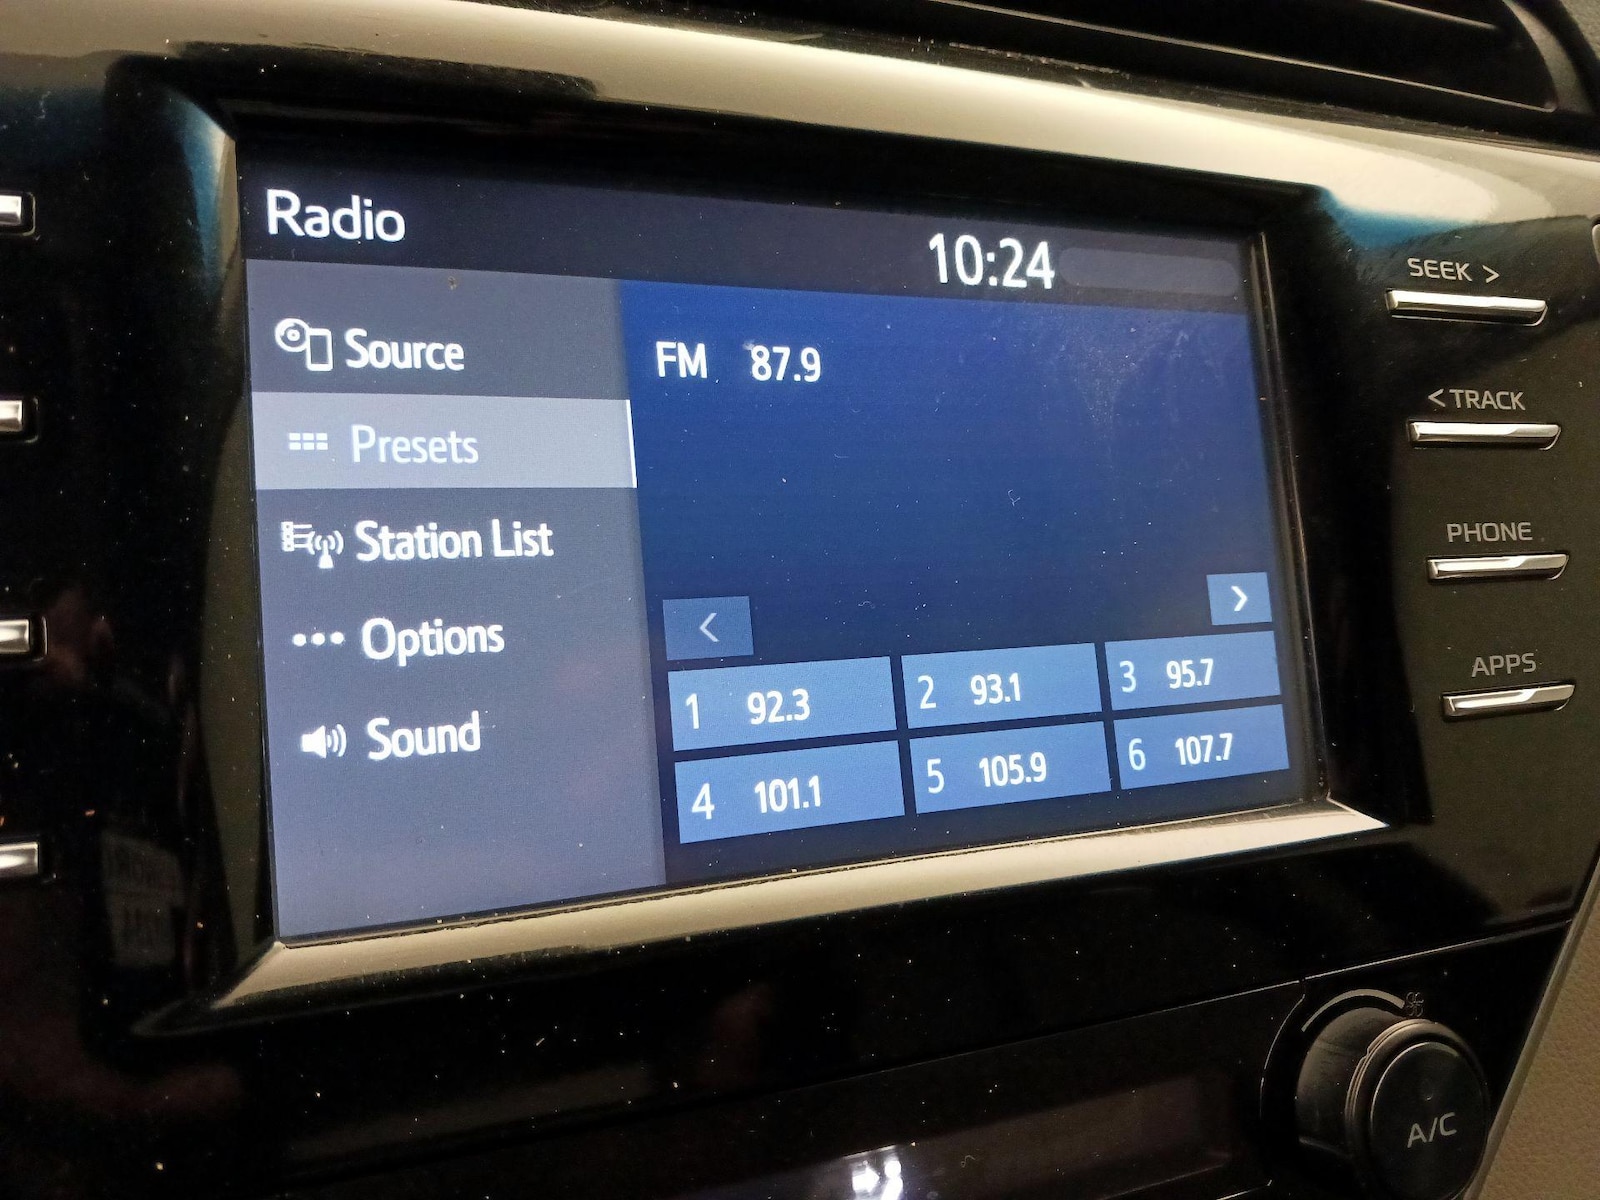 Radio
10:24
Source
FM 87.9
Presets
Station List
Options
Sound
<
>
1 92.3
2 93.1
3 95.7
4 101.1
5 105.9
6 107.7
SEEK >
< TRACK
PHONE
APPS
A/C